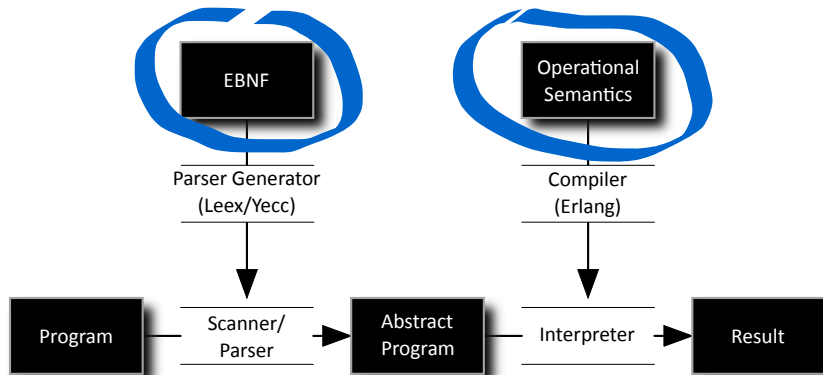 EBNF
Operational
Semantics
Parser Generator
(Leex/Yecc)
Compiler
(Erlang)
Program
Scanner/
Parser
Abstract
Program
Interpreter
Result